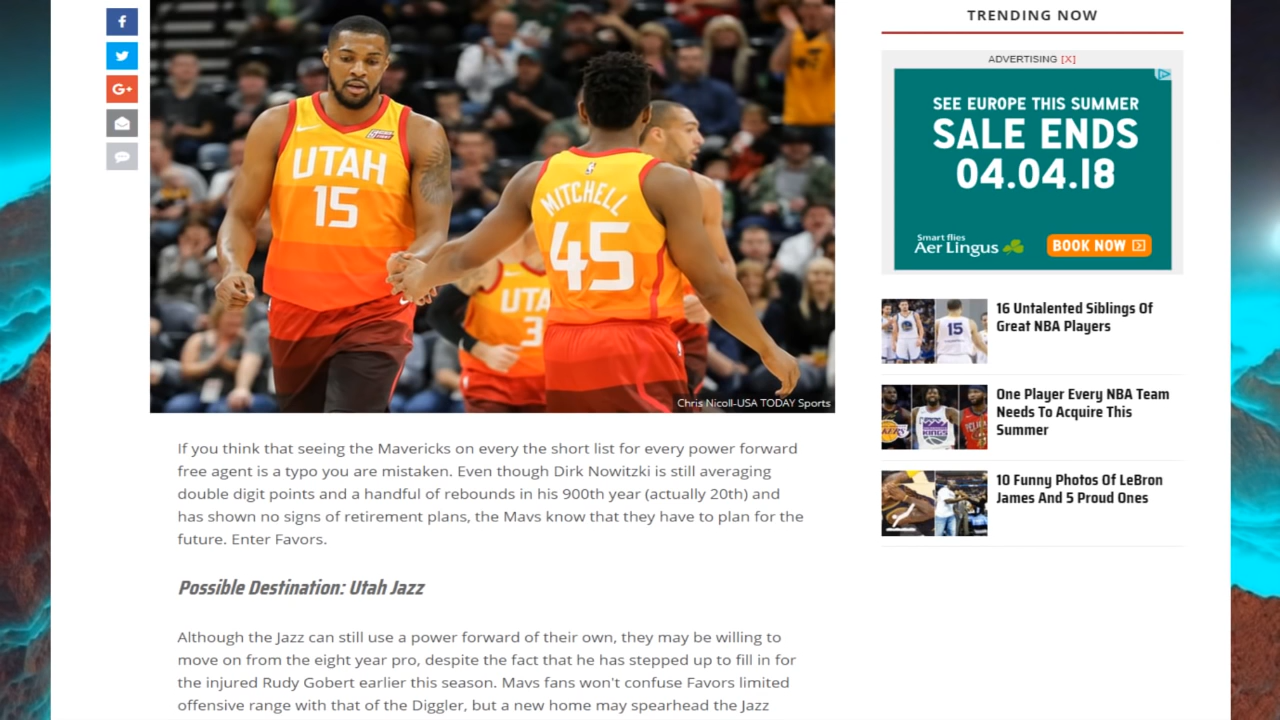 UTAH
15
MITCHELL
45
UTA
3
Chris Nicoll-USA TODAY Sports
If you think that seeing the Mavericks on every the short list for every power forward
free agent is a typo you are mistaken. Even though Dirk Nowitzki is still averaging
double digit points and a handful of rebounds in his 900th year (actually 20th) and
has shown no signs of retirement plans, the Mavs know that they have to plan for the
future. Enter Favors.
Possible Destination: Utah Jazz
Although the Jazz can still use a power forward of their own, they may be willing to
move on from the eight year pro, despite the fact that he has stepped up to fill in for
the injured Rudy Gobert earlier this season. Mavs fans won't confuse Favors limited
offensive range with that of the Diggler, but a new home may spearhead the Jazz
TRENDING NOW
ADVERTISING [X]
SEE EUROPE THIS SUMMER
SALE ENDS
04.04.18
Smart flies
Aer Lingus
BOOK NOW
15
16 Untalented Siblings Of
Great NBA Players
KINGS
One Player Every NBA Team
Needs To Acquire This
Summer
10 Funny Photos Of LeBron
James And 5 Proud Ones